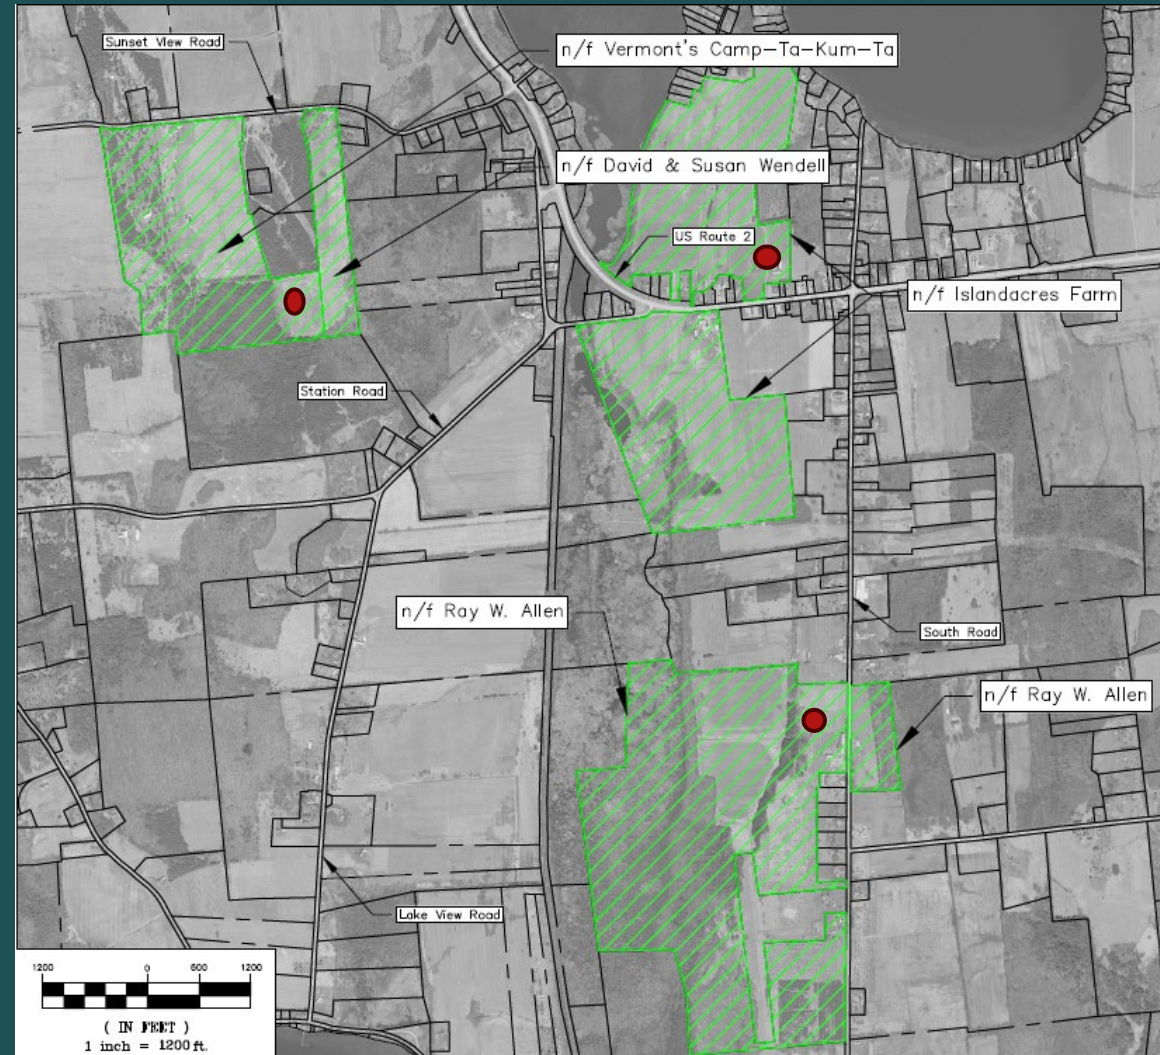 Sunset View Road
n/f Vermont's Camp-Ta-Kum-Ta
n/f David & Susan Wendell
US Route 2
n/f Islandacres Farm
Station Road
n/f Ray W. Allen
South Road
n/f Ray W. Allen
Lake View Road
1200 0 600 1200
( IN FEET )
1 inch = 1200 ft.